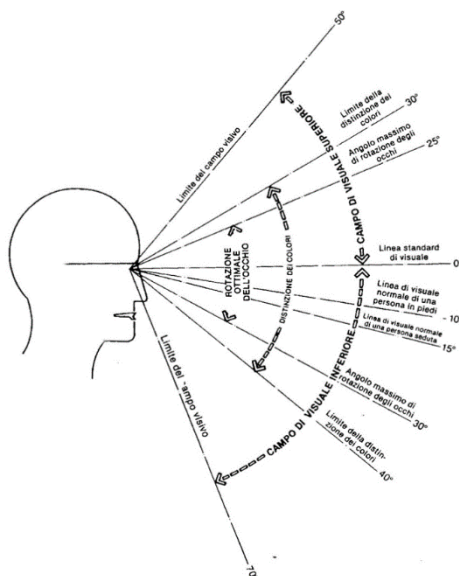 50°
Limite del campo visivo
CAMPO DI VISUALE SUPERIORE
Limite della
distinzione dei
colori
30°
Angolo massimo
di rotazione degli
occhi
25°
ROTAZIONE
OTTIMALE
DELL'OCCHIO
DISTINZIONE DEI COLORI
Linea standard
di visuale
0
Linea di visuale
normale di una
persona in piedi
10
Linea di visuale normale
di una persona seduta
15°
CAMPO DI VISUALE INFERIORE
Angolo massimo di
rotazione degli occhi
30°
Limite della distin-
zione dei colori
40°
Limite del ampo visivo
70